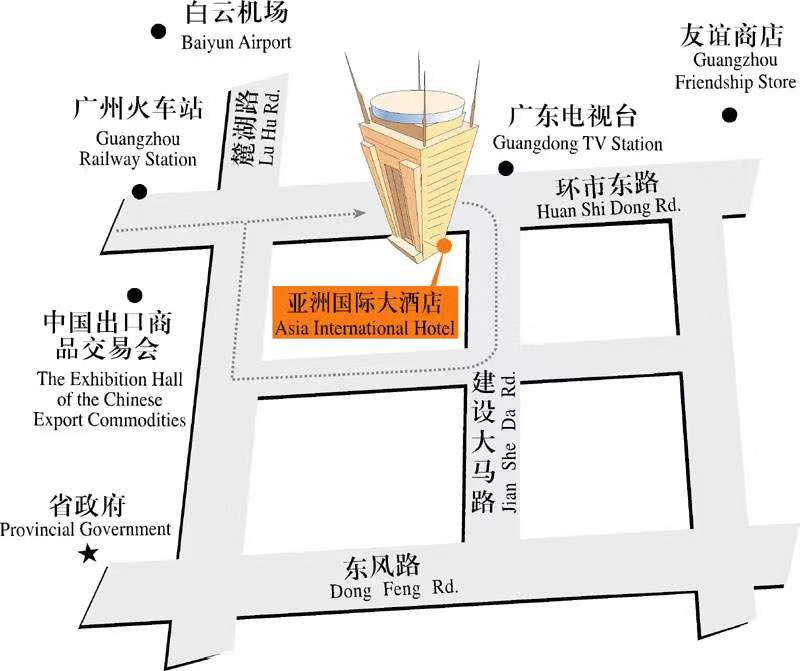 白云机场
Baiyun Airport
友谊商店
Guangzhou
Friendship Store
广州火车站
Guangzhou
Railway Station
麓湖路
Lu Hu Rd.
广东电视台
Guangdong TV Station
环市东路
Huan Shi Dong Rd.
亚洲国际大酒店
Asia International Hotel
中国出口商
品交易会
The Exhibition Hall
of the Chinese
Export Commodities
建设大马路
Jian She Da Rd.
省政府
Provincial Government
东风路
Dong Feng Rd.